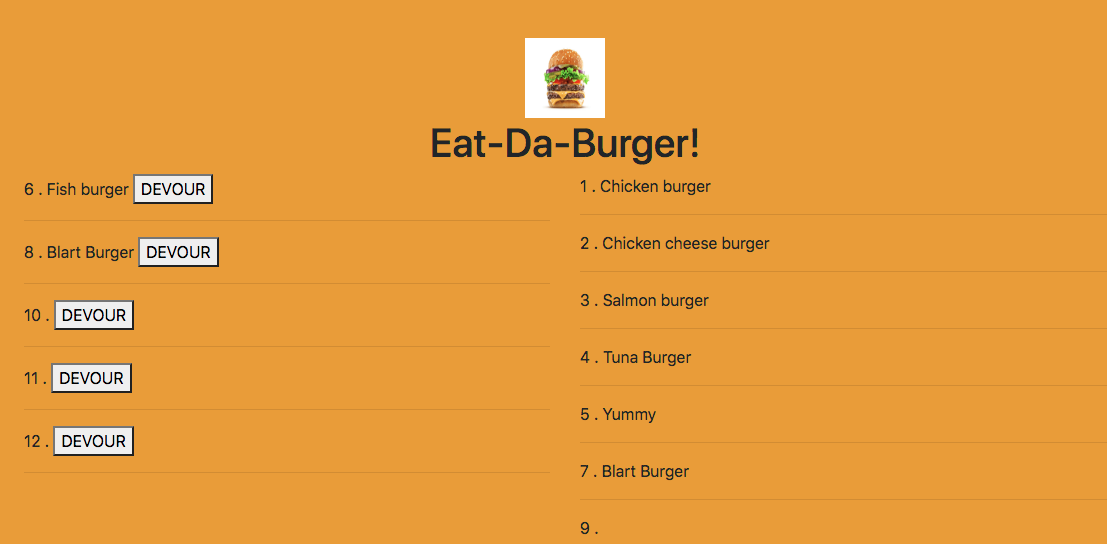 Eat-Da-Burger!
6 . Fish burger DEVOUR
8 . Blart Burger DEVOUR
10 . DEVOUR
11 . DEVOUR
12 . DEVOUR
1 . Chicken burger
2 . Chicken cheese burger
3 . Salmon burger
4 . Tuna Burger
5 . Yummy
7 . Blart Burger
9 .